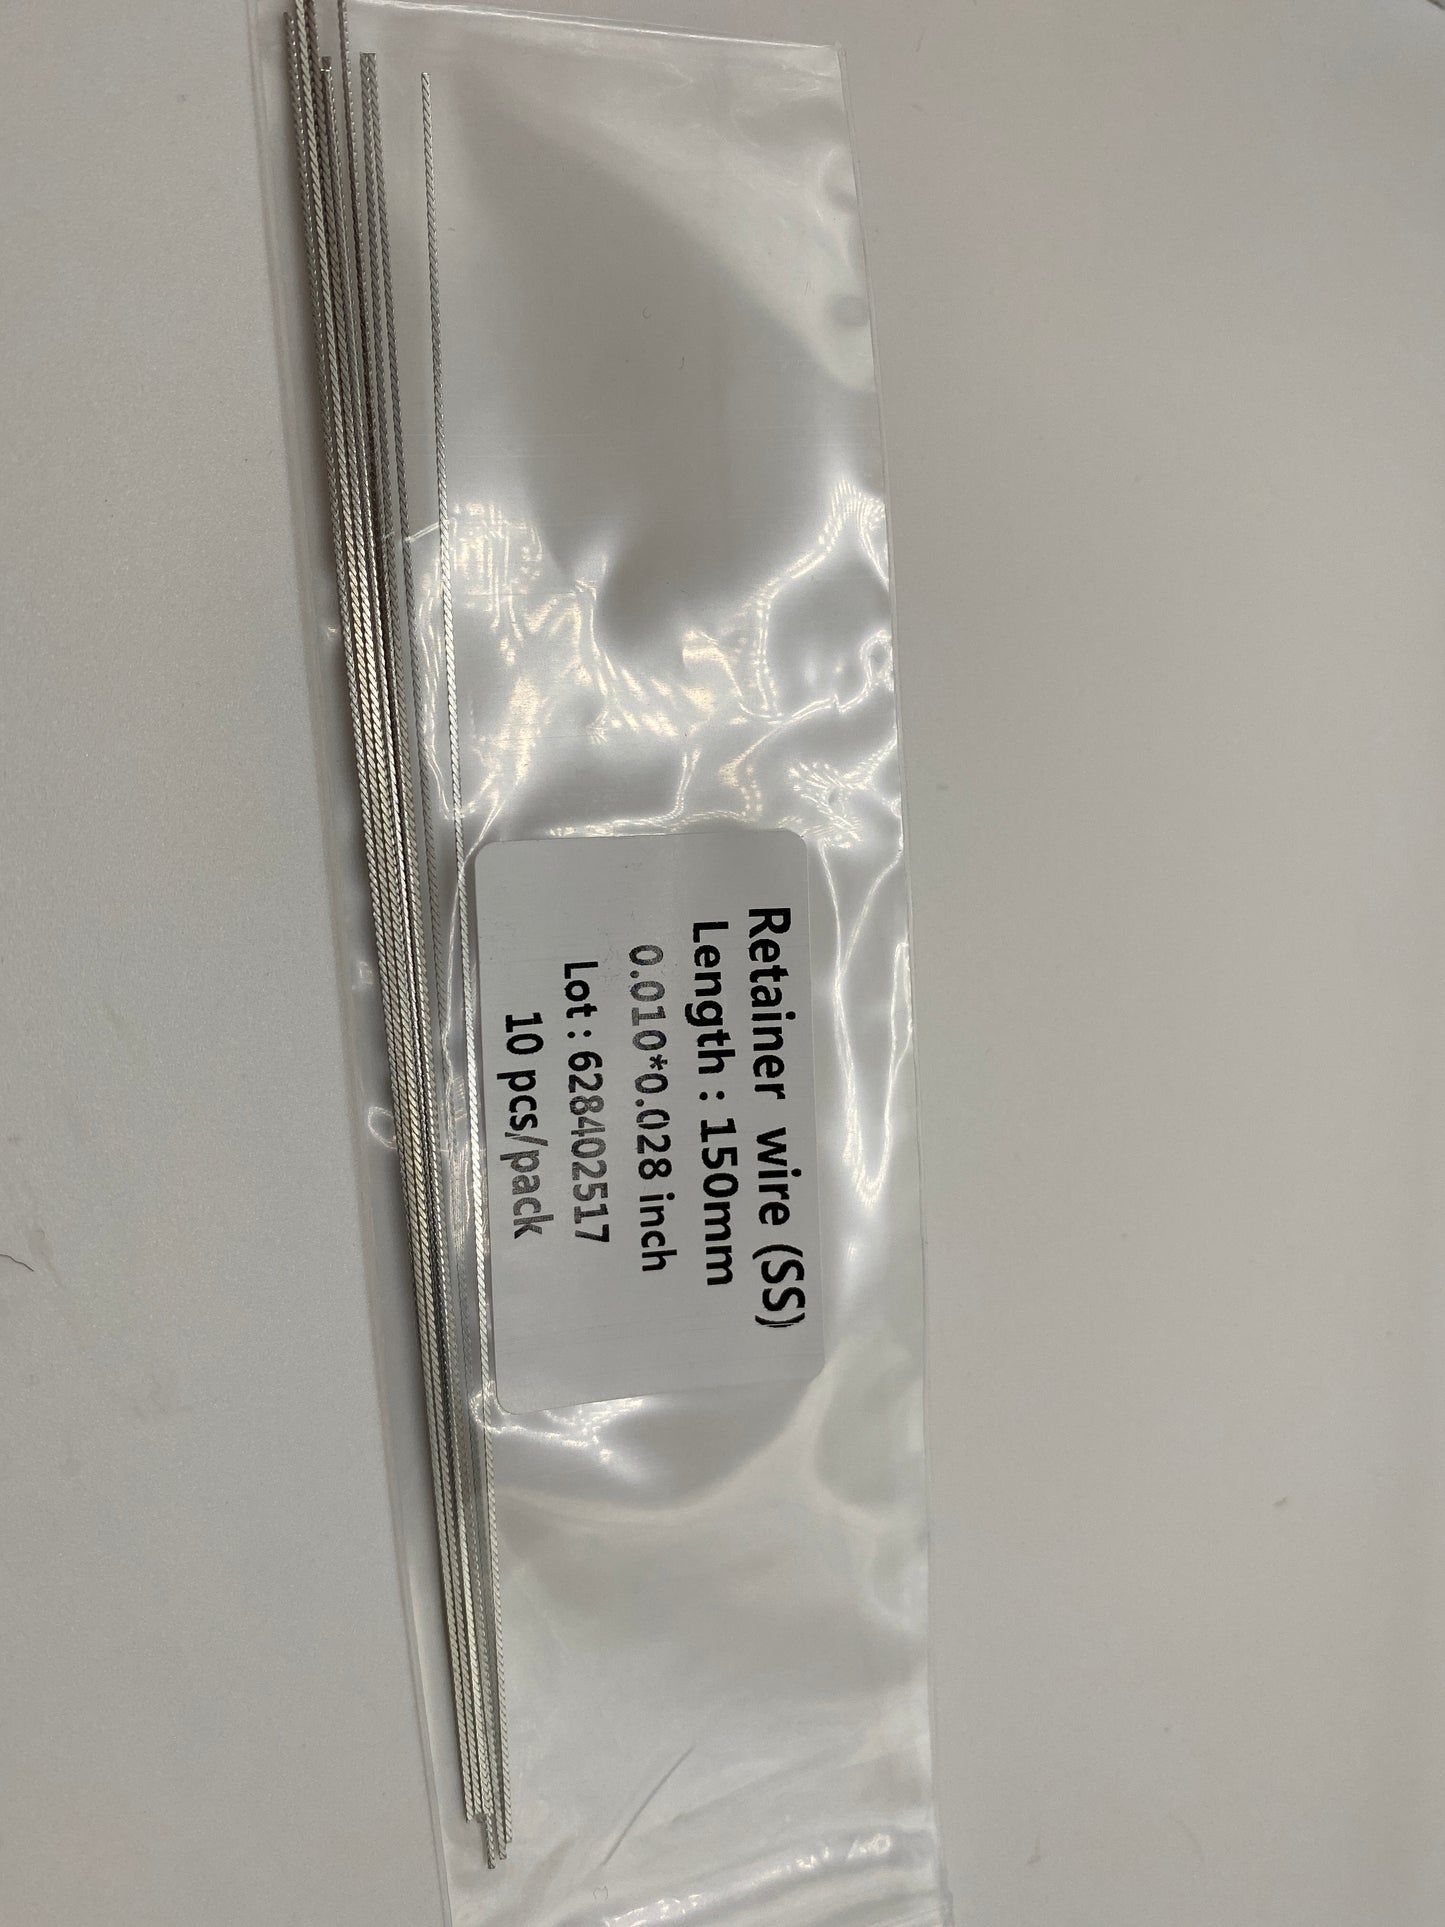 Retainer wire (SS)
Length : 150mm
0.010*0.028 inch
Lot : 628402517
10 pcs/pack